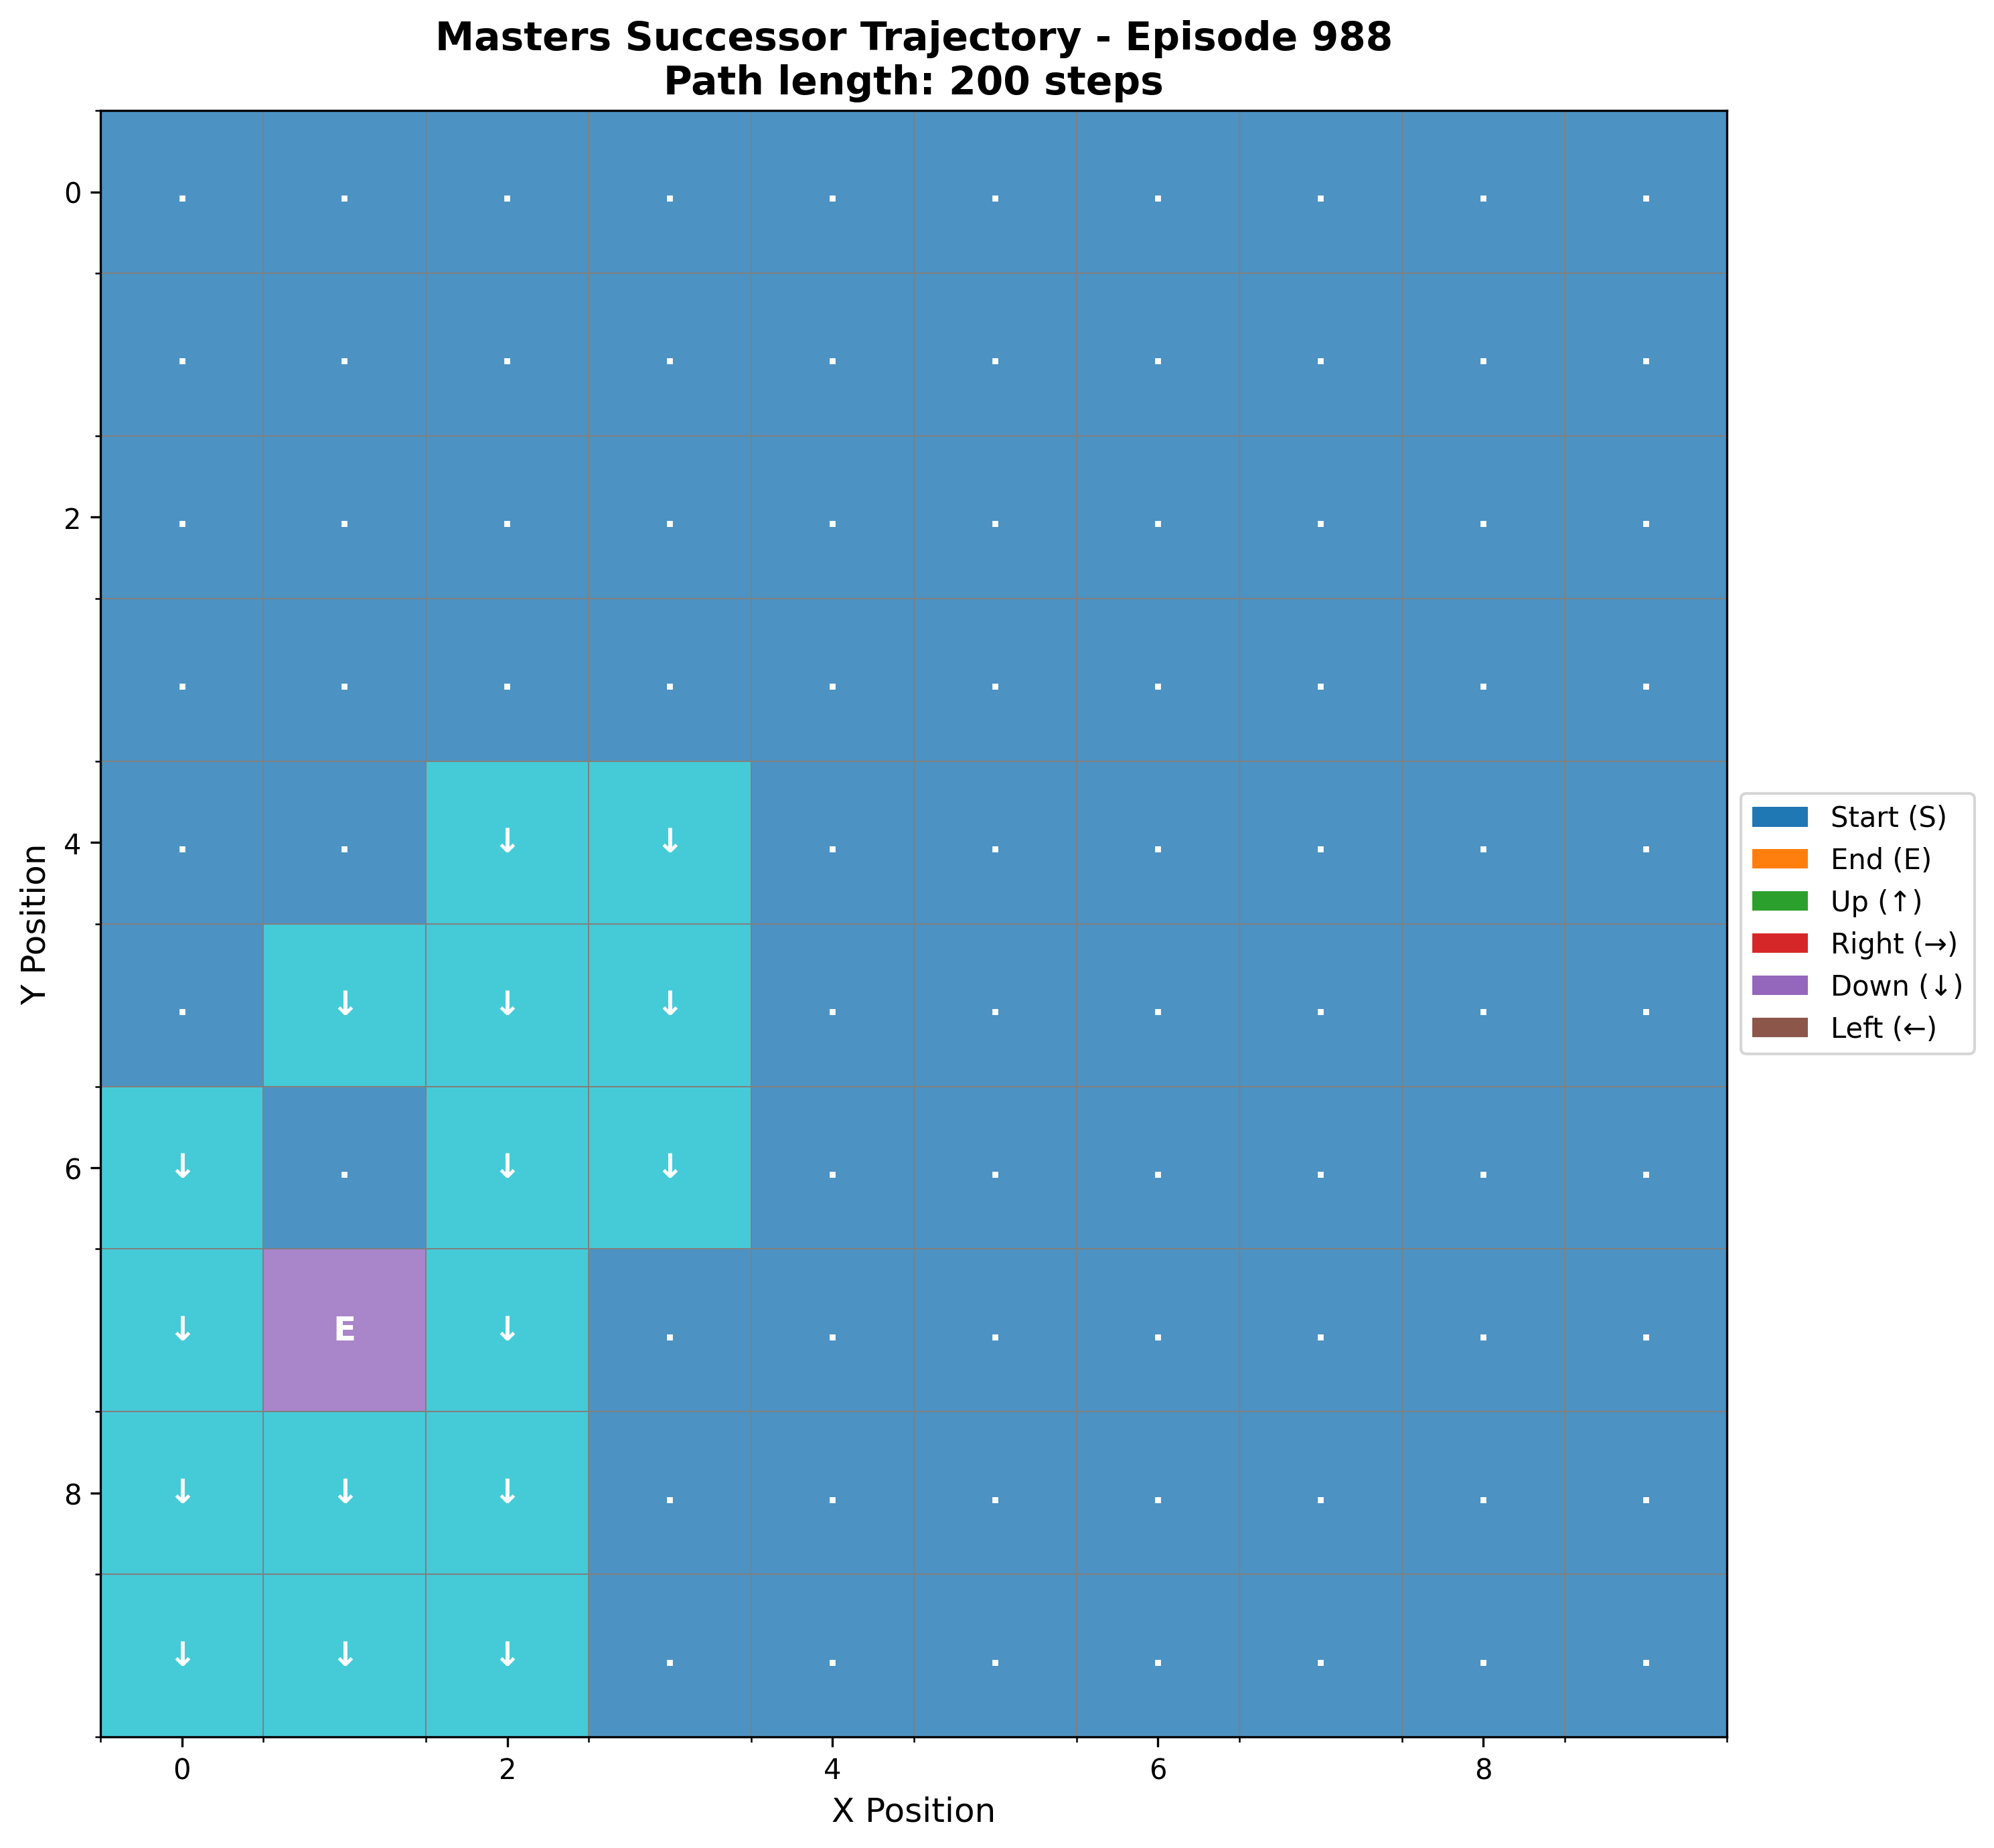 Masters Successor Trajectory - Episode 988
Path length: 200 steps
0 . . . . . . . . . .
. . . . . . . . . .
2 . . . . . . . . . .
. . . . . . . . . .
4 . . ↓ ↓ . . . . . .
. ↓ ↓ ↓ . . . . . .
6 ↓ . ↓ ↓ . . . . . .
↓ E ↓ . . . . . . .
8 ↓ ↓ ↓ . . . . . . .
↓ ↓ ↓ . . . . . . .
0 2 4 6 8
X Position
Y Position
Start (S)
End (E)
Up (↑)
Right (→)
Down (↓)
Left (←)